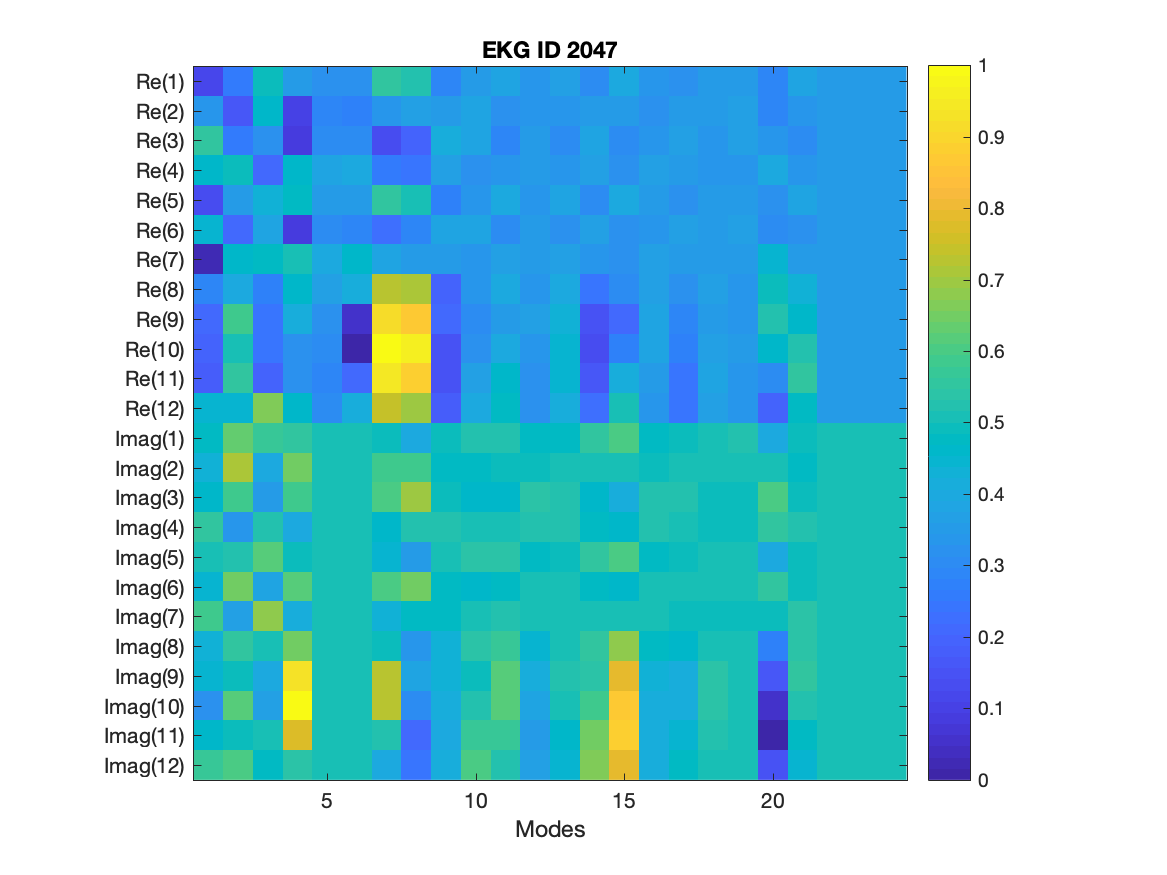 EKG ID 2047
Re(1)
Re(2)
Re(3)
Re(4)
Re(5)
Re(6)
Re(7)
Re(8)
Re(9)
Re(10)
Re(11)
Re(12)
Imag(1)
Imag(2)
Imag(3)
Imag(4)
Imag(5)
Imag(6)
Imag(7)
Imag(8)
Imag(9)
Imag(10)
Imag(11)
Imag(12)
5 10 15 20
Modes
1
0.9
0.8
0.7
0.6
0.5
0.4
0.3
0.2
0.1
0